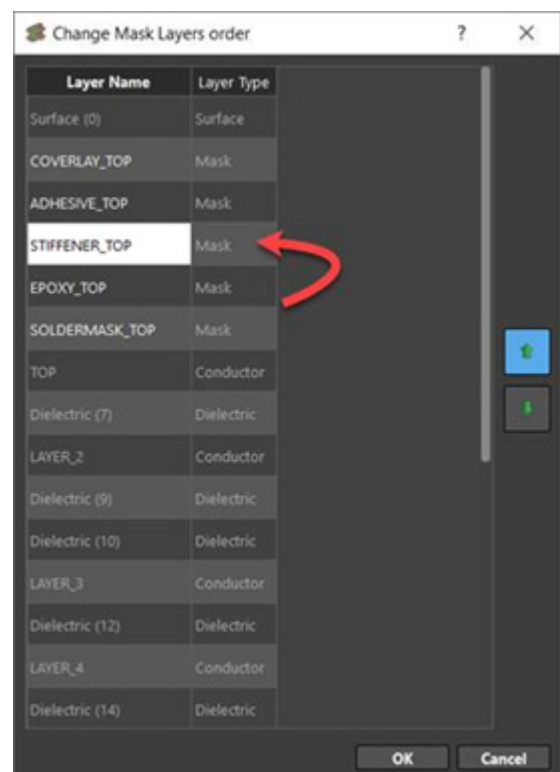 Change Mask Layers order ?
Layer Name Layer Type
Surface (0) Surface
COVERLAY_TOP Mask
ADHESIVE_TOP Mask
STIFFENER_TOP Mask
EPOXY_TOP Mask
SOLDERMASK_TOP Mask
TOP Conductor
Dielectric (7) Dielectric
LAYER_2 Conductor
Dielectric (9) Dielectric
Dielectric (10) Dielectric
LAYER_3 Conductor
Dielectric (12) Dielectric
LAYER_4 Conductor
Dielectric (14) Dielectric
OK Cancel